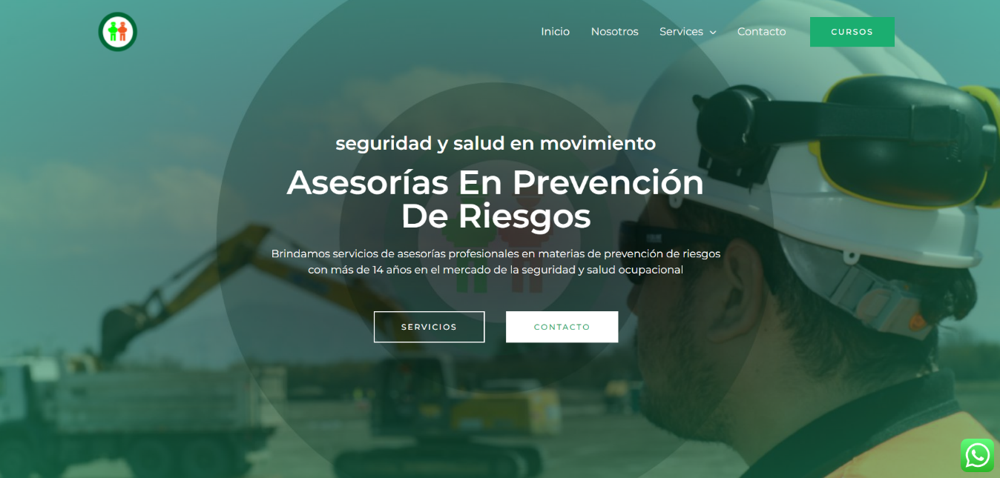 Inicio
Nosotros
Services
Contacto
CURSOS
seguridad y salud en movimiento
Asesorías En Prevención
De Riesgos
Brindamos servicios de asesorías profesionales en materias de prevención de riesgos
con más de 14 años en el mercado de la seguridad y salud ocupacional
SERVICIOS
CONTACTO